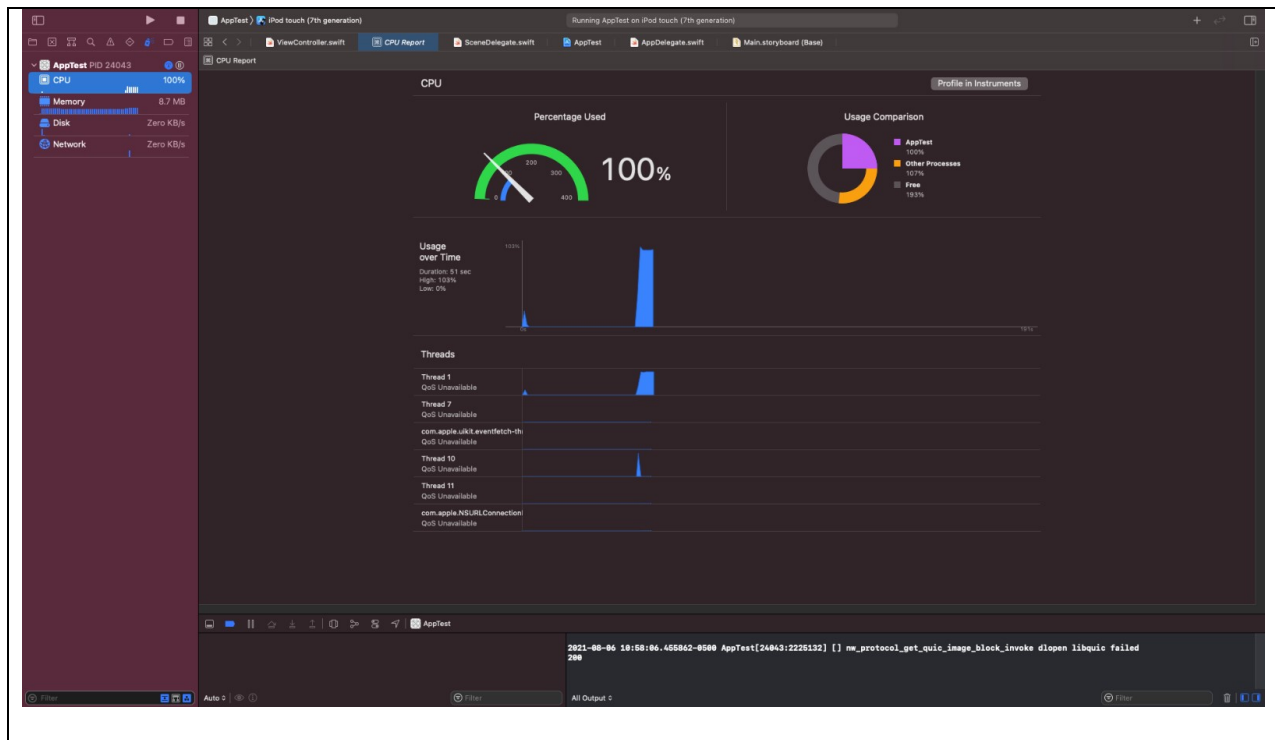 AppTest 〉 iPod touch (7th generation)
Running AppTest on iPod touch (7th generation)
ViewController.swift
CPU Report
SceneDelegate.swift
AppTest
AppDelegate.swift
Main.storyboard (Base)
AppTest PID 24043
CPU Report
CPU 100%
Memory 8.7 MB
Disk Zero KB/s
Network Zero KB/s
CPU
Profile in Instruments
Percentage Used
0
200
300
400
100%
Usage Comparison
AppTest
100%
Other Processes
107%
Free
193%
Usage
over Time
Duration: 51 sec
High: 103%
Low: 0%
103%
0s
191s
Threads
Thread 1
QoS Unavailable
Thread 7
QoS Unavailable
com.apple.uikit.eventfetch-th
QoS Unavailable
Thread 10
QoS Unavailable
Thread 11
QoS Unavailable
com.apple.NSURLConnection
QoS Unavailable
AppTest
2021-08-06 10:58:06.455862-0500 AppTest[24043:2225132] [] nw_protocol_get_quic_image_block_invoke dlopen libquic failed
200
Filter
Auto
Filter
All Output
Filter